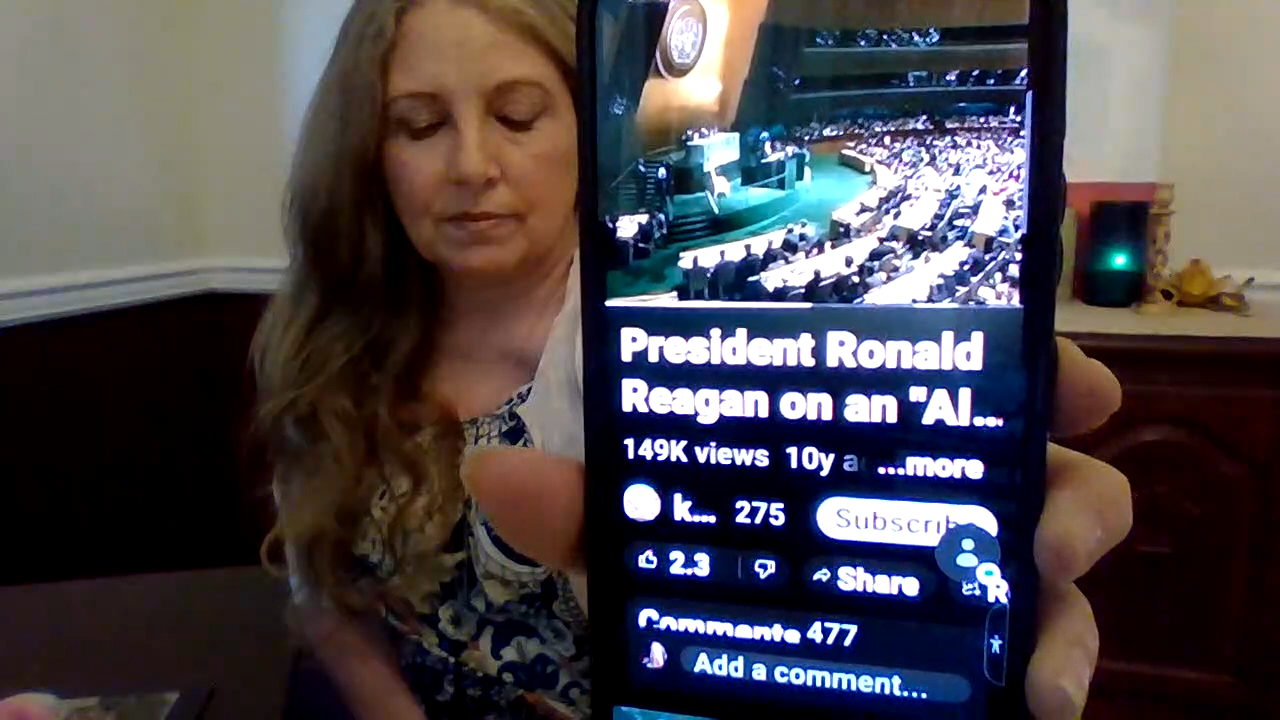 President Ronald
Reagan on an "Al...
149K views 10y a ...more
k... 275 Subscrib
2.3 Share
R
Comments 477
Add a comment...